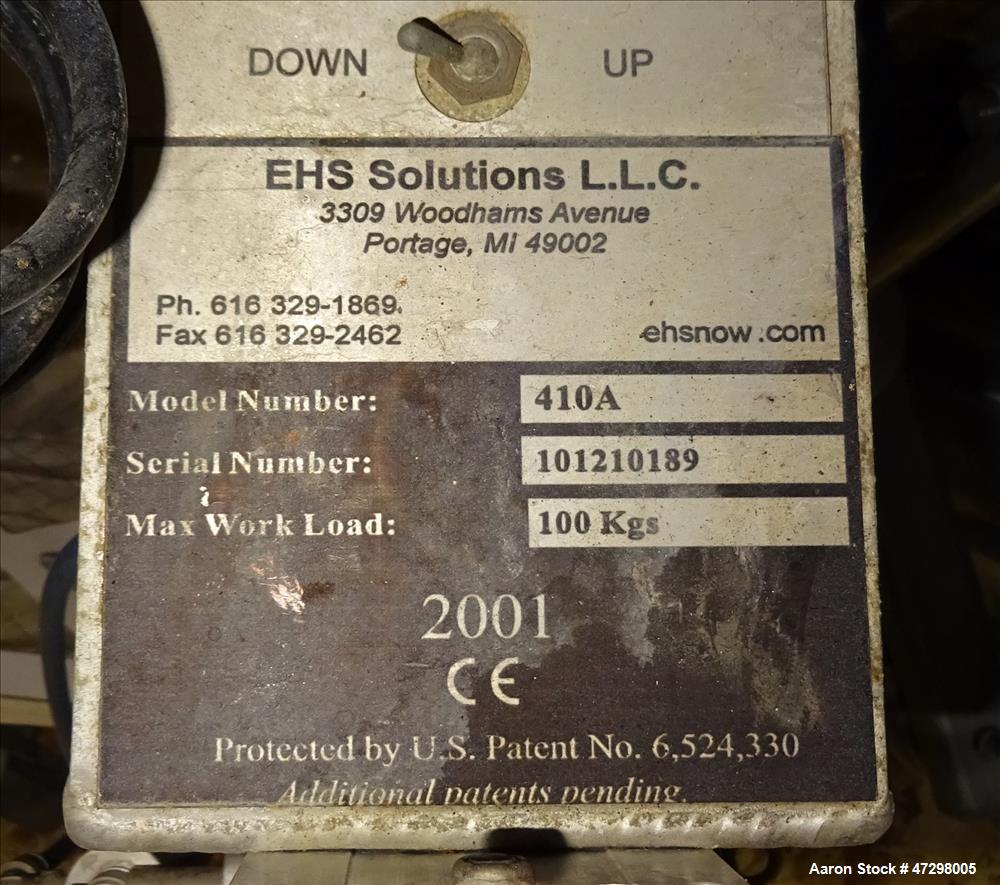 DOWN UP
EHS Solutions L.L.C.
3309 Woodhams Avenue
Portage, MI 49002
Ph. 616 329-1869
Fax 616 329-2462 ehsnow.com
Model Number: 410A
Serial Number: 101210189
Max Work Load: 100 Kgs
2001
CE
Protected by U.S. Patent No. 6,524,330
Additional patents pending.
Aaron Stock # 47298005